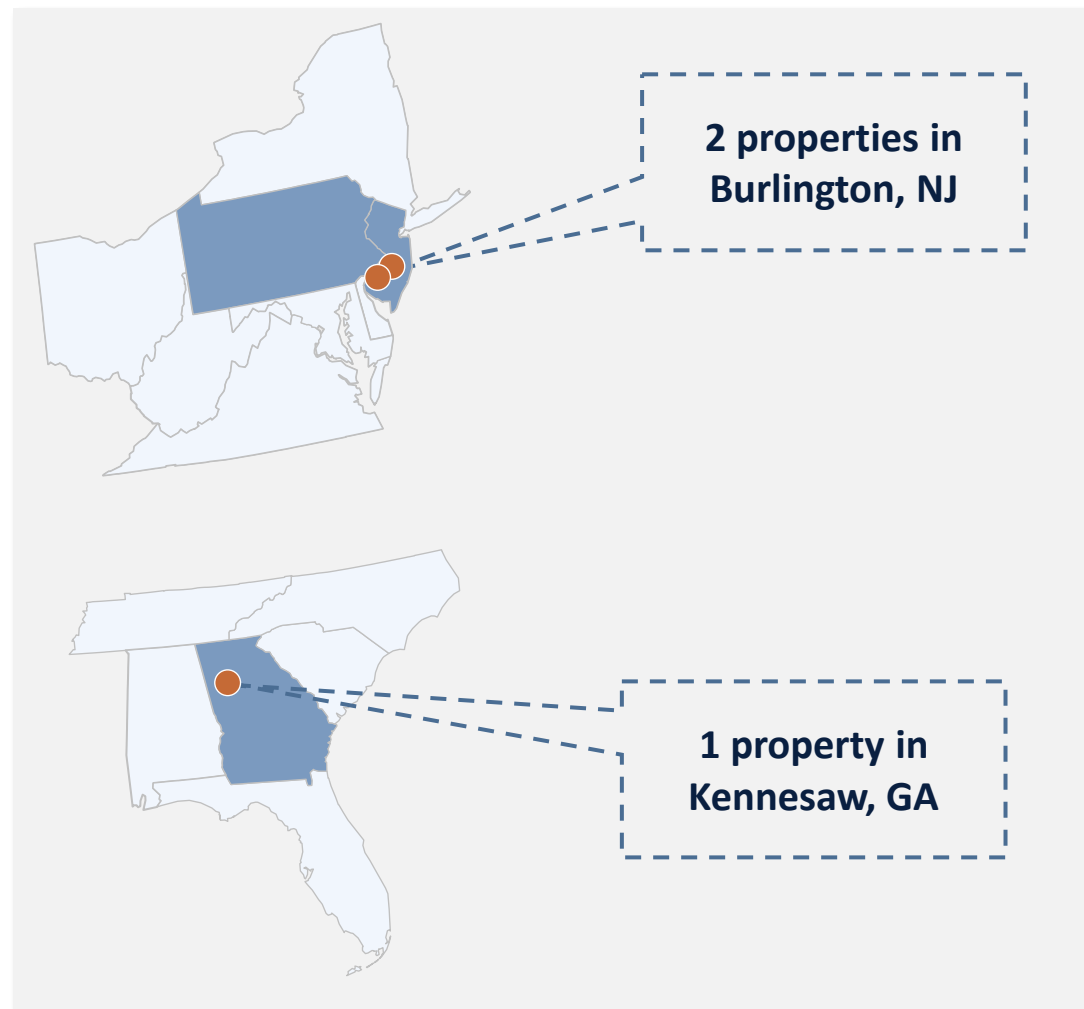 2 properties in
Burlington, NJ
1 property in
Kennesaw, GA